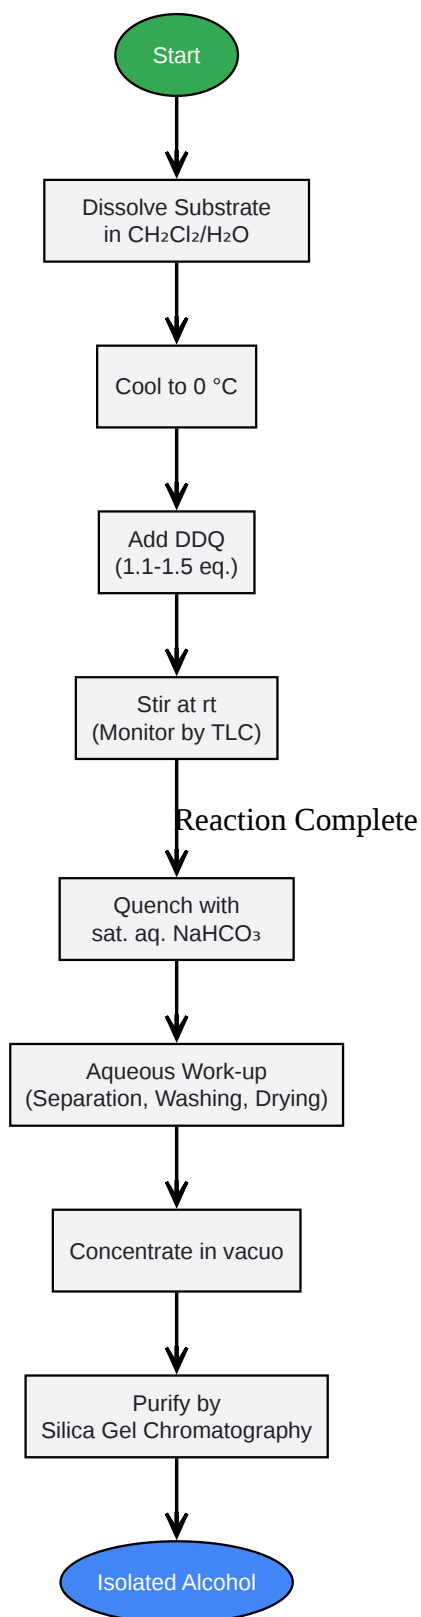 Start
Dissolve Substrate
in CH₂Cl₂/H₂O
Cool to 0 °C
Add DDQ
(1.1-1.5 eq.)
Stir at rt
(Monitor by TLC)
Reaction Complete
Quench with
sat. aq. NaHCO₃
Aqueous Work-up
(Separation, Washing, Drying)
Concentrate in vacuo
Purify by
Silica Gel Chromatography
Isolated Alcohol